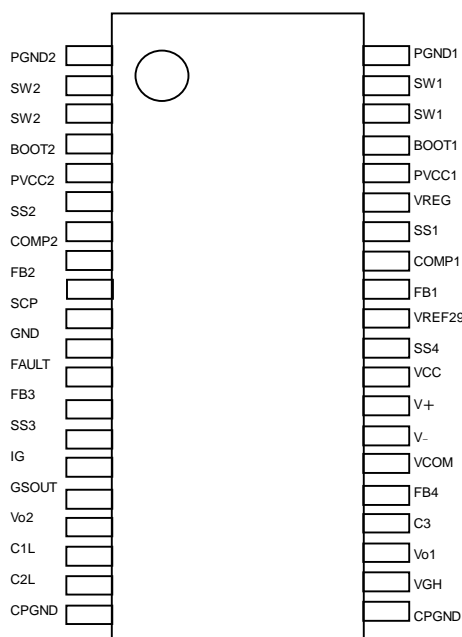 PGND2
SW2
SW2
BOOT2
PVCC2
SS2
COMP2
FB2
SCP
GND
FAULT
FB3
SS3
IG
GSOUT
Vo2
C1L
C2L
CPGND
PGND1
SW1
SW1
BOOT1
PVCC1
VREG
SS1
COMP1
FB1
VREF29
SS4
VCC
V+
V-
VCOM
FB4
C3
Vo1
VGH
CPGND